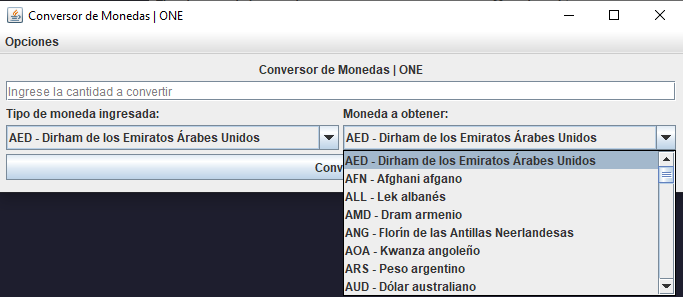 Conversor de Monedas | ONE
Opciones
Conversor de Monedas | ONE
Ingrese la cantidad a convertir
Tipo de moneda ingresada:
Moneda a obtener:
AED - Dirham de los Emiratos Árabes Unidos
AED - Dirham de los Emiratos Árabes Unidos
Conv
AED - Dirham de los Emiratos Árabes Unidos
AFN - Afghani afgano
ALL - Lek albanés
AMD - Dram armenio
ANG - Florín de las Antillas Neerlandesas
AOA - Kwanza angoleño
ARS - Peso argentino
AUD - Dólar australiano